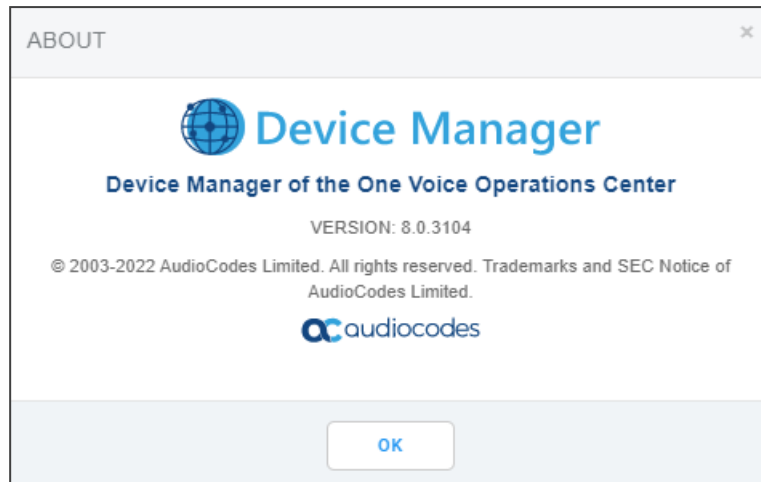 ABOUT
×
Device Manager
Device Manager of the One Voice Operations Center
VERSION: 8.0.3104
© 2003-2022 AudioCodes Limited. All rights reserved. Trademarks and SEC Notice of
AudioCodes Limited.
audiocodes
OK